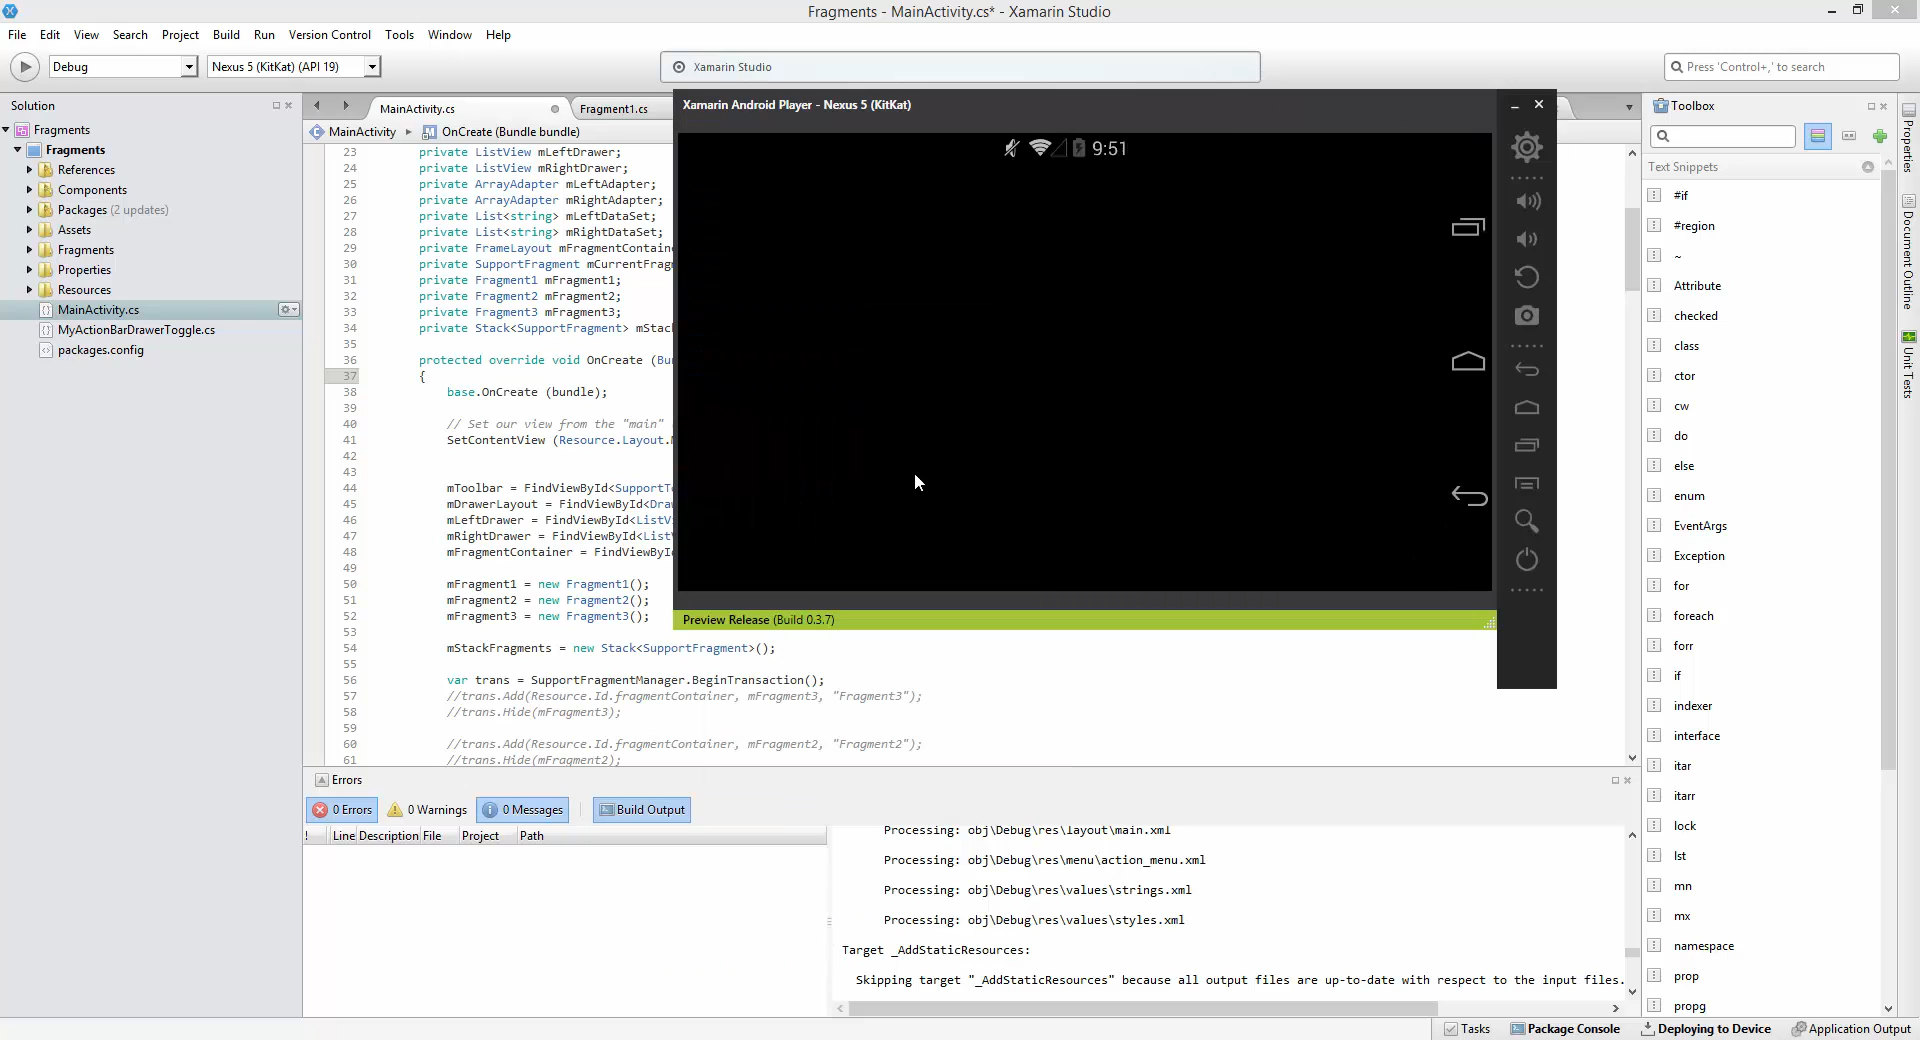 Fragments - MainActivity.cs* - Xamarin Studio
File Edit View Search Project Build Run Version Control Tools Window Help
Debug
Nexus 5 (KitKat) (API 19)
Xamarin Studio
Press 'Control+,' to search
Solution
Fragments
Fragments
References
Components
Packages (2 updates)
Assets
Fragments
Properties
Resources
MainActivity.cs
MyActionBarDrawerToggle.cs
packages.config
MainActivity.cs
Fragment1.cs
MainActivity
OnCreate (Bundle bundle)
23 private ListView mLeftDrawer;
24 private ListView mRightDrawer;
25 private ArrayAdapter mLeftAdapter;
26 private ArrayAdapter mRightAdapter;
27 private List<string> mLeftDataSet;
28 private List<string> mRightDataSet;
29 private FrameLayout mFragmentContaine
30 private SupportFragment mCurrentFragm
31 private Fragment1 mFragment1;
32 private Fragment2 mFragment2;
33 private Fragment3 mFragment3;
34 private Stack<SupportFragment> mStack
35
36 protected override void OnCreate (Bun
37 {
38 base.OnCreate (bundle);
39
40 // Set our view from the "main"
41 SetContentView (Resource.Layout.M
42
43
44 mToolbar = FindViewById<SupportTo
45 mDrawerLayout = FindViewById<Draw
46 mLeftDrawer = FindViewById<ListV
47 mRightDrawer = FindViewById<List
48 mFragmentContainer = FindViewById
49
50 mFragment1 = new Fragment1();
51 mFragment2 = new Fragment2();
52 mFragment3 = new Fragment3();
53
54 mStackFragments = new Stack<SupportFragment>();
55
56 var trans = SupportFragmentManager.BeginTransaction();
57 //trans.Add(Resource.Id.fragmentContainer, mFragment3, "Fragment3");
58 //trans.Hide(mFragment3);
59
60 //trans.Add(Resource.Id.fragmentContainer, mFragment2, "Fragment2");
61 //trans.Hide(mFragment2);
Xamarin Android Player - Nexus 5 (KitKat)
9:51
Preview Release (Build 0.3.7)
Toolbox
Text Snippets
#if
#region
~
Attribute
checked
class
ctor
cw
do
else
enum
EventArgs
Exception
for
foreach
forr
if
indexer
interface
itar
itarr
lock
lst
mn
mx
namespace
prop
propg
Properties
Document Outline
Unit Tests
Errors
0 Errors
0 Warnings
0 Messages
Build Output
! Line Description File Project Path
Processing: obj\Debug\res\layout\main.xml
Processing: obj\Debug\res\menu\action_menu.xml
Processing: obj\Debug\res\values\strings.xml
Processing: obj\Debug\res\values\styles.xml
Target _AddStaticResources:
Skipping target "_AddStaticResources" because all output files are up-to-date with respect to the input files.
Tasks
Package Console
Deploying to Device
Application Output